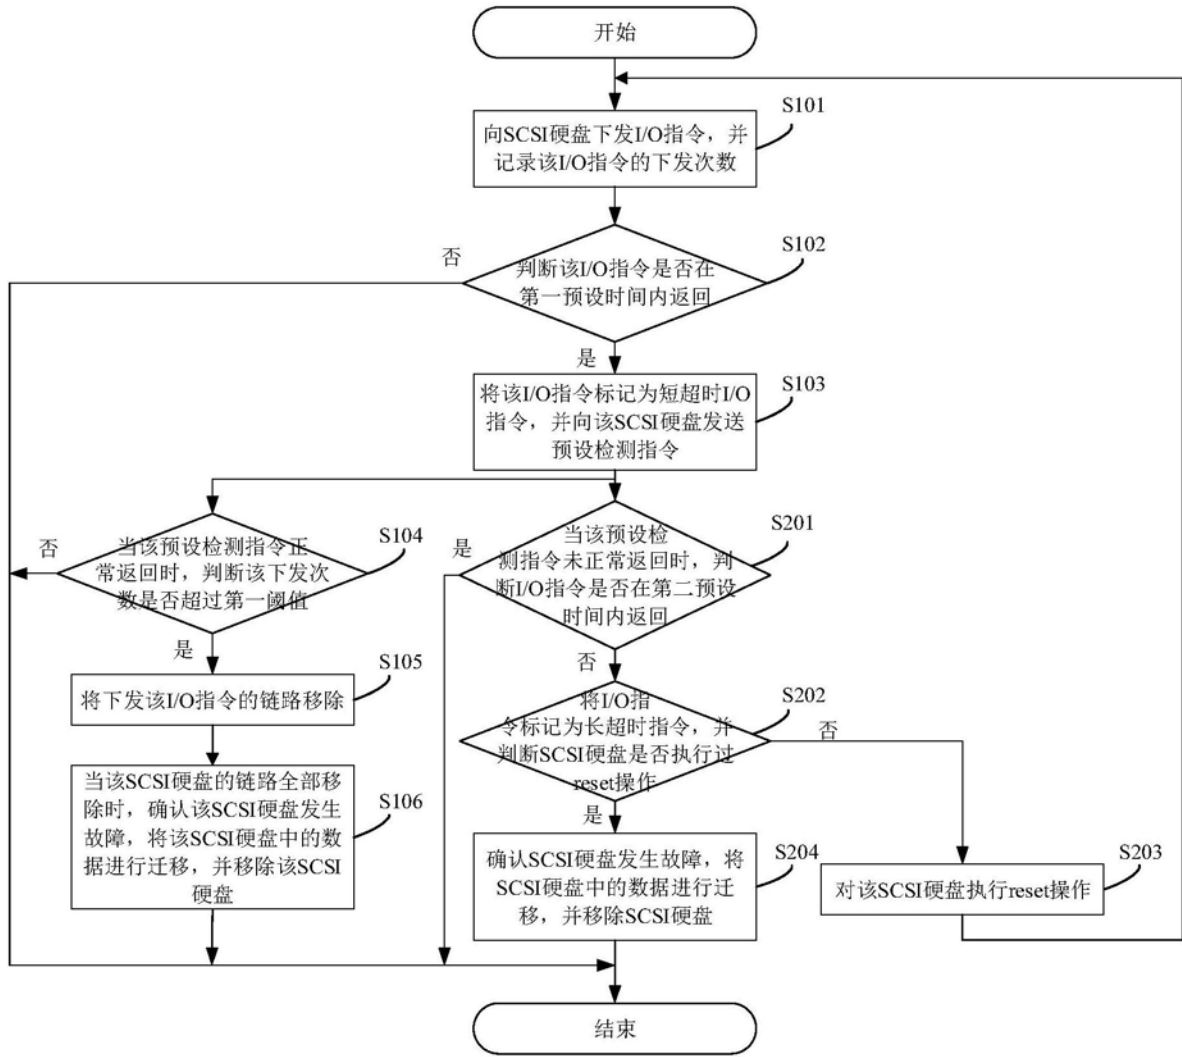 开始
S101
向SCSI硬盘下发I/O指令，并
记录该I/O指令的下发次数
S102
否
判断该I/O指令是否在
第一预设时间内返回
是
S103
将该I/O指令标记为短超时I/O
指令，并向该SCSI硬盘发送
预设检测指令
S104
否
当该预设检测指令正
常返回时，判断该下发次
数是否超过第一阈值
是
S201
是
当该预设检
测指令未正常返回时，判
断I/O指令是否在第二预设
时间内返回
否
S105
将下发该I/O指令的链路移除
S202
将I/O指
令标记为长超时指令，并
判断SCSI硬盘是否执行过
reset操作
否
是
S106
当该SCSI硬盘的链路全部移
除时，确认该SCSI硬盘发生
故障，将该SCSI硬盘中的数
据进行迁移，并移除该SCSI
硬盘
S204
确认SCSI硬盘发生故障，将
SCSI硬盘中的数据进行迁
移，并移除SCSI硬盘
S203
对该SCSI硬盘执行reset操作
结束